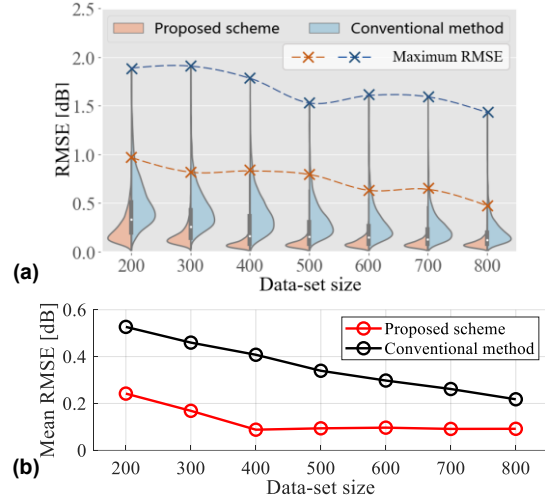 2.5
Proposed scheme
Conventional method
2.0
Maximum RMSE
1.5
1.0
0.5
0.0
RMSE [dB]
200 300 400 500 600 700 800
Data-set size
(a)
0.6
Proposed scheme
Conventional method
0.4
0.2
0
Mean RMSE [dB]
200 300 400 500 600 700 800
Data-set size
(b)